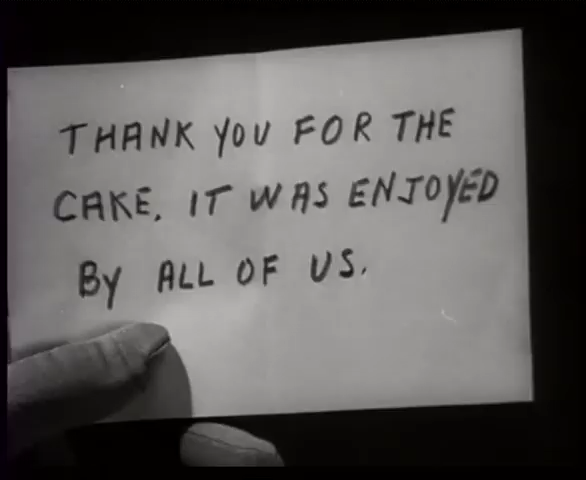 THANK YOU FOR THE
CAKE. IT WAS ENJOYED
BY ALL OF US.